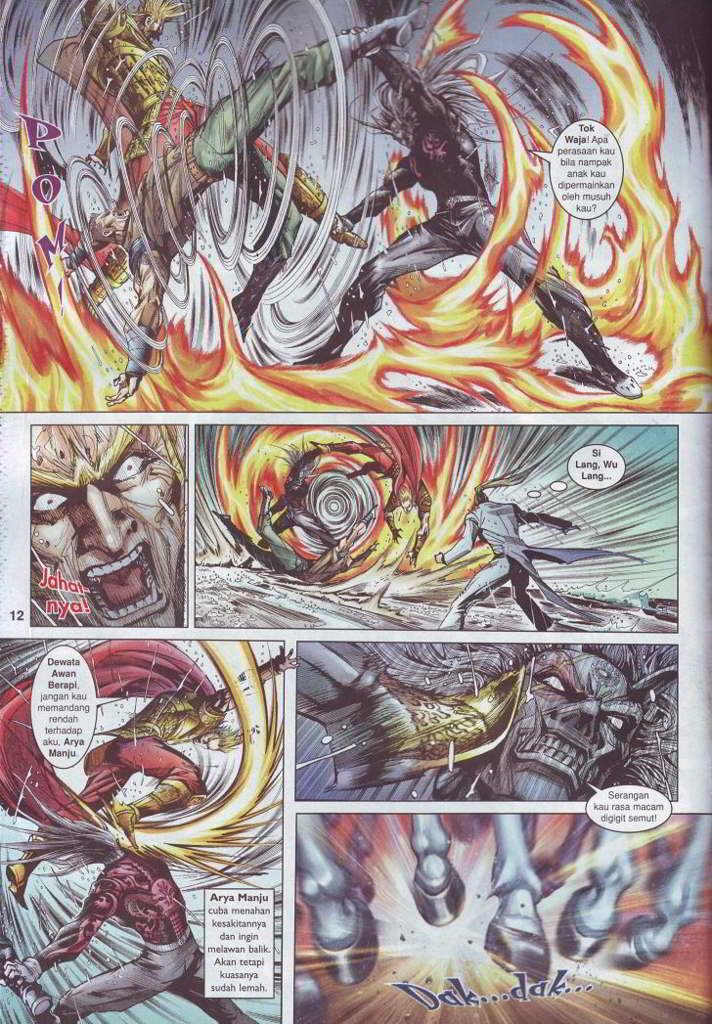 POM!
Tok
Waja! Apa
perasaan kau
bila nampak
anak kau
dipermainkan
oleh musuh
kau?
Jahat-
nya!
Si
Lang, Wu
Lang...
12
Dewata
Awan
Berapi,
jangan kau
memandang
rendah
terhadap
aku, Arya
Manju.
Arya Manju
cuba menahan
kesakitannya
dan ingin
melawan balik.
Akan tetapi
kuasanya
sudah lemah.
Serangan
kau rasa macam
digigit semut!
Dak...dak...